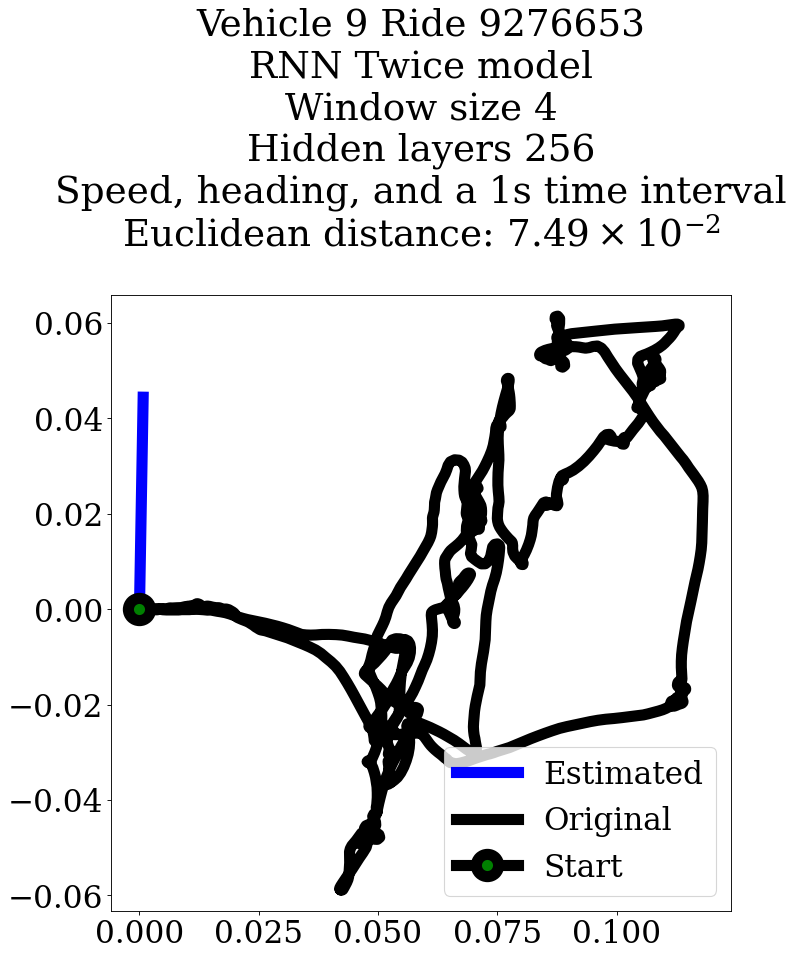 Vehicle 9 Ride 9276653
RNN Twice model
Window size 4
Hidden layers 256
Speed, heading, and a 1s time interval
Euclidean distance: 7.49 × 10⁻²
0.06
0.04
0.02
0.00
−0.02
−0.04
−0.06
Estimated
Original
Start
0.000 0.025 0.050 0.075 0.100